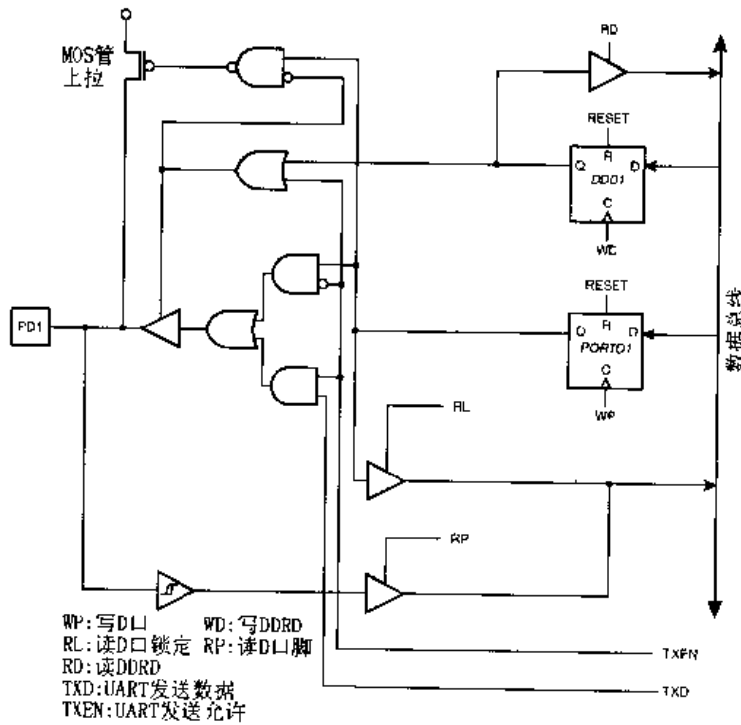 MOS管
上拉
RD
RESET
Q
R
D
DDD1
C
WD
RESET
Q
R
D
PORTD1
C
WP
PD1
数据总线
RL
RP
WP:写D口 WD:写DDRD
RL:读D口锁定 RP:读D口脚
RD:读DDRD
TXD:UART发送数据
TXEN:UART发送允许
TXEN
TXD